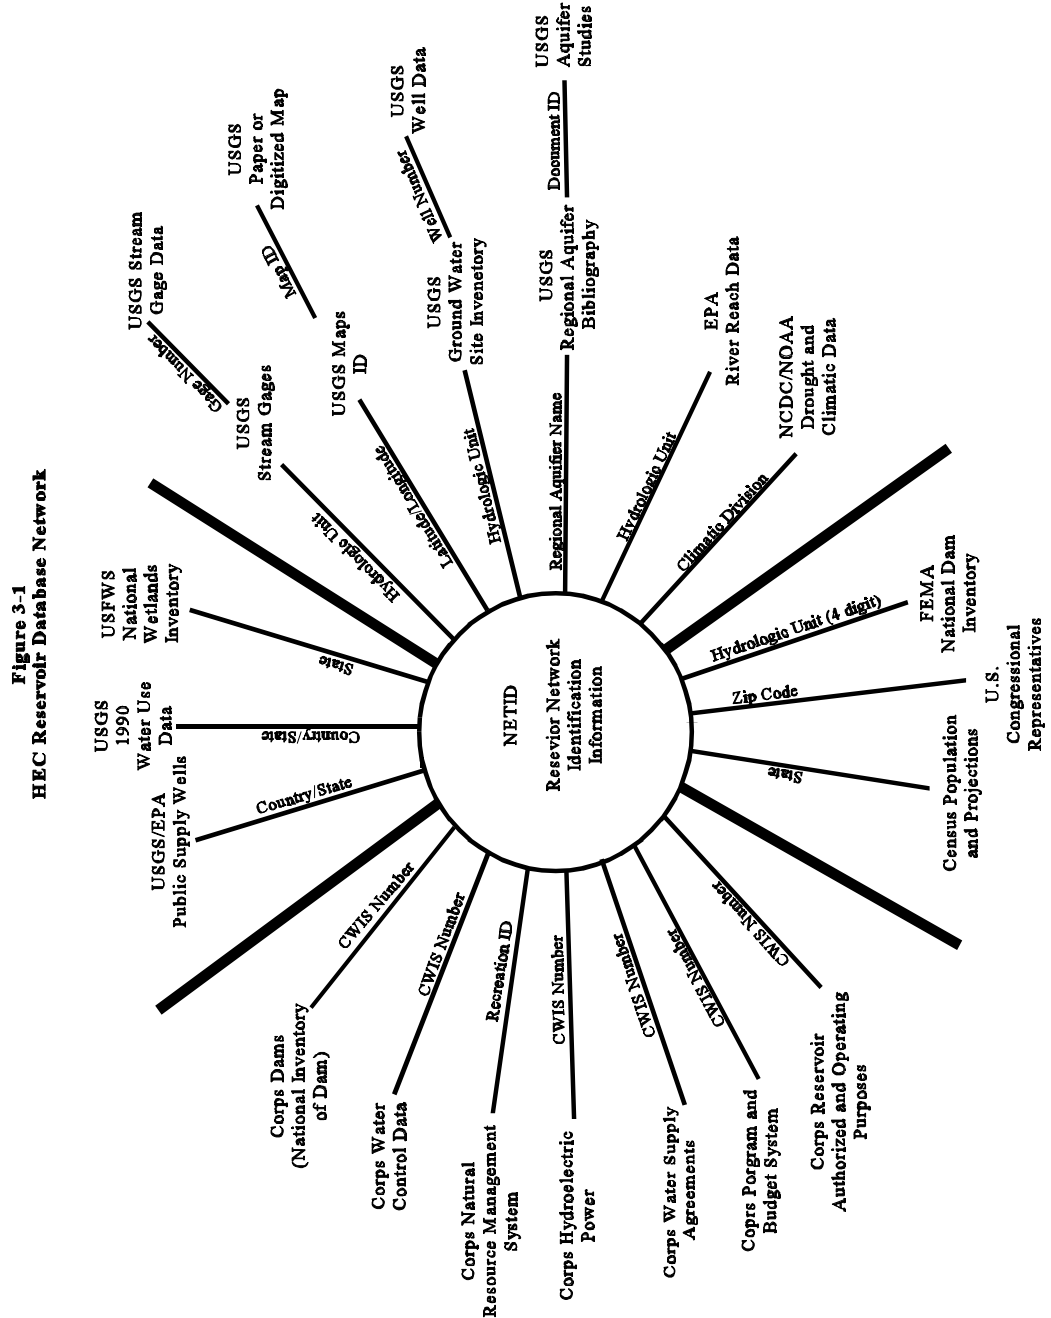 Figure 3-1
HEC Reservoir Database Network
USGS/EPA
Public Supply Wells
Country/State
USGS
1990
Water Use
Data
Country/State
USFWS
National
Wetlands
Inventory
State
USGS Stream
Gage Data
Gage Number
USGS
Stream Gages
Hydrologic Unit
USGS
Paper or
Digitized Map
Map ID
USGS Maps
ID
Latitude/Longitude
USGS
Well Data
Well Number
USGS
Ground Water
Site Invenetory
Hydrologic Unit
USGS
Aquifer
Studies
Document ID
USGS
Regional Aquifer
Bibliography
Regional Aquifier Name
EPA
River Reach Data
Hydrologic Unit
NCDC/NOAA
Drought and
Climatic Data
Climatic Division
NETID
Resevior Network
Identification
Information
Hydrologic Unit (4 digit)
FEMA
National Dam
Inventory
Zip Code
U.S.
Congressional
Representatives
State
Census Population
and Projections
CWIS Number
Corps Dams
(National Inventory
of Dam)
CWIS Number
Corps Water
Control Data
Recreation ID
Corps Natural
Resource Management
System
CWIS Number
Corps Hydroelectric
Power
CWIS Number
Corps Water Supply
Agreements
CWIS Number
Coprs Porgram and
Budget System
CWIS Number
Corps Reservoir
Authorized and Operating
Purposes